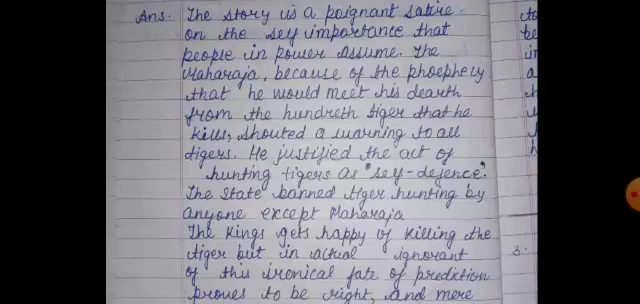 Ans. The story is a poignant satire
on the self importance that
people in power assume. The
Maharaja, because of the phoephecy
that he would meet his dearth
from the hundreth tiger that he
kills, shouted a warning to all
tigers. He justified the act of
hunting tigers as "self-defence".
The State banned tiger hunting by
anyone except Maharaja
The Kings gets happy of killing the
tiger but in actual ignorant
of this ironical fate of prediction
proves to be right, and mere
3.